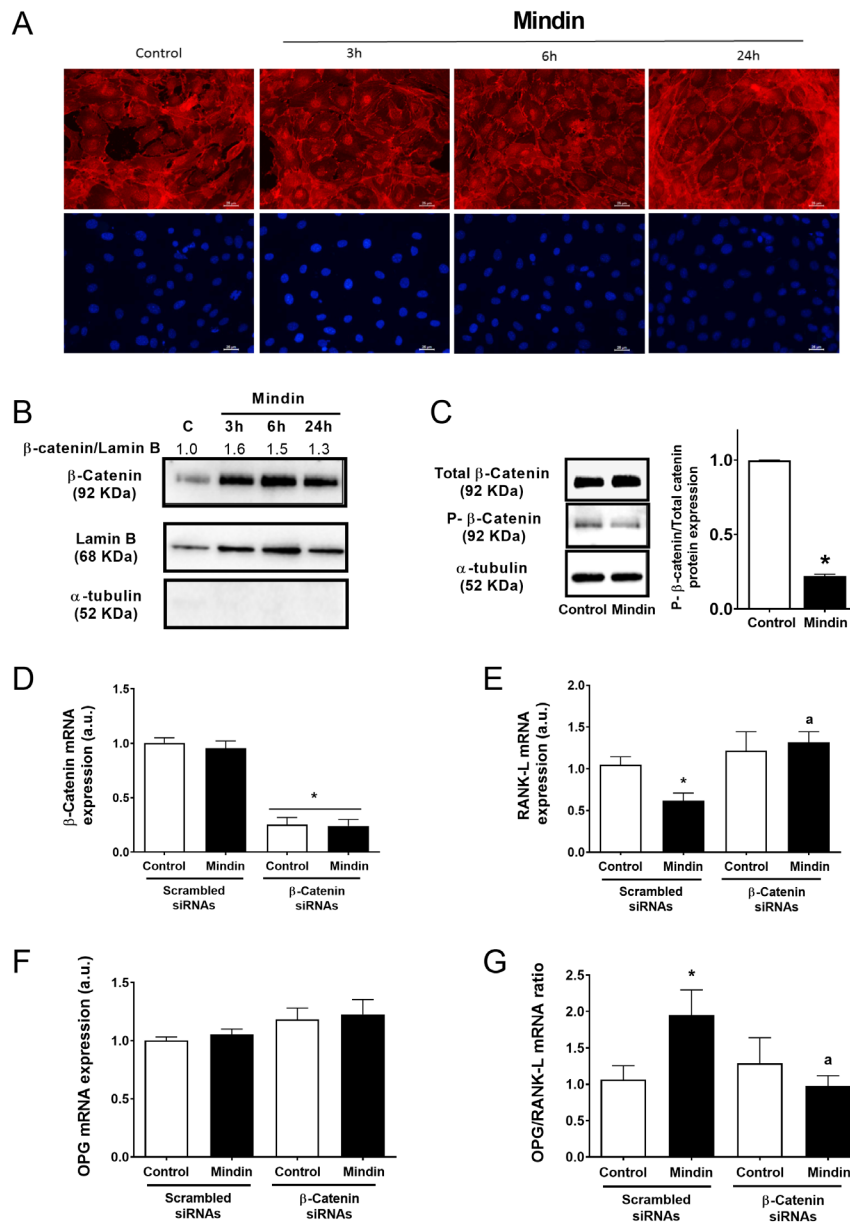 A
Mindin
Control
3h
6h
24h
B
Mindin
C 3h 6h 24h
β-catenin/Lamin B 1.0 1.6 1.5 1.3
β-Catenin
(92 KDa)
Lamin B
(68 KDa)
α-tubulin
(52 KDa)
C
Total β-Catenin
(92 KDa)
P- β-Catenin
(92 KDa)
α-tubulin
(52 KDa)
Control Mindin
P- β-catenin/Total catenin
protein expression
1.0
0.5
0.0
*
Control
Mindin
D
β-Catenin mRNA
expression (a.u.)
1.5
1.0
0.5
0.0
*
Control Mindin Control Mindin
Scrambled
siRNAs
β-Catenin
siRNAs
E
RANK-L mRNA
expression (a.u.)
2.0
1.5
1.0
0.5
0.0
*
a
Control Mindin Control Mindin
Scrambled
siRNAs
β-Catenin
siRNAs
F
OPG mRNA expression (a.u.)
1.5
1.0
0.5
0.0
Control Mindin Control Mindin
Scrambled
siRNAs
β-Catenin
siRNAs
G
OPG/RANK-L mRNA ratio
2.5
2.0
1.5
1.0
0.5
0.0
*
a
Control Mindin Control Mindin
Scrambled
siRNAs
β-Catenin
siRNAs